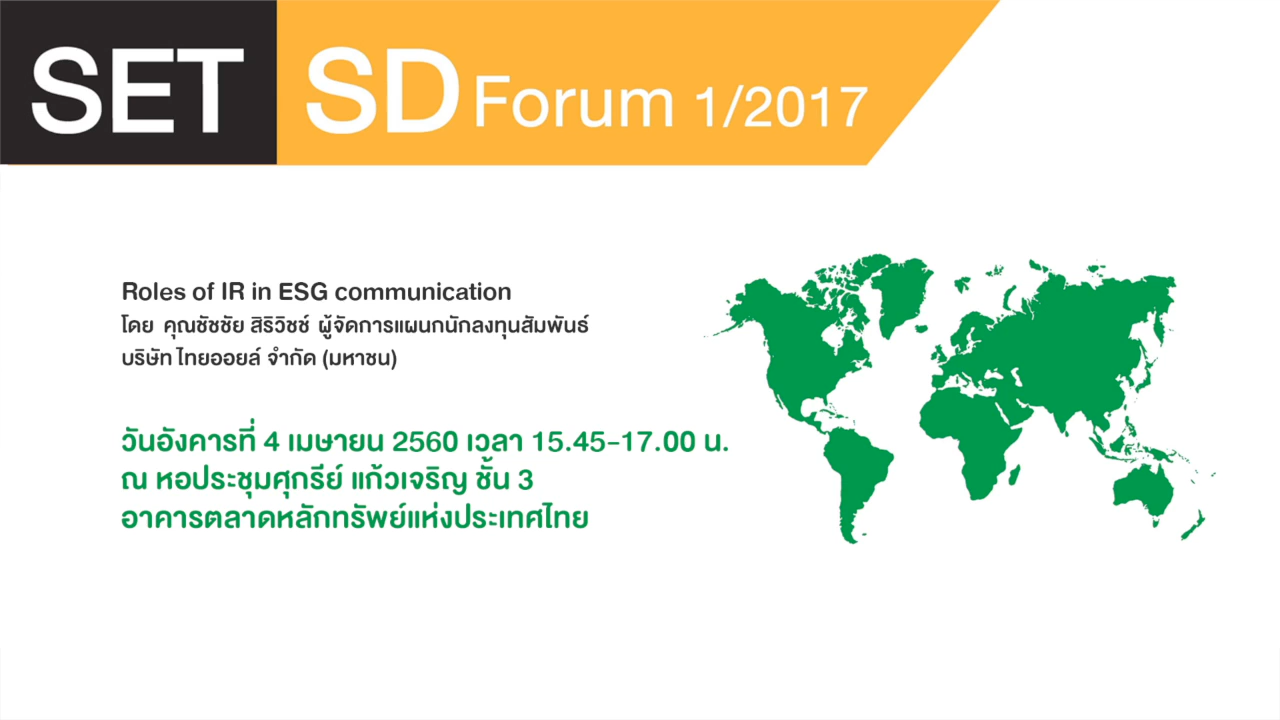 SET SD Forum 1/2017
Roles of IR in ESG communication
โดย คุณชัชชัย สิริวิชช์ ผู้จัดการแผนกนักลงทุนสัมพันธ์
บริษัท ไทยออยล์ จำกัด (มหาชน)
วันอังคารที่ 4 เมษายน 2560 เวลา 15.45-17.00 น.
ณ หอประชุมศุกรีย์ แก้วเจริญ ชั้น 3
อาคารตลาดหลักทรัพย์แห่งประเทศไทย